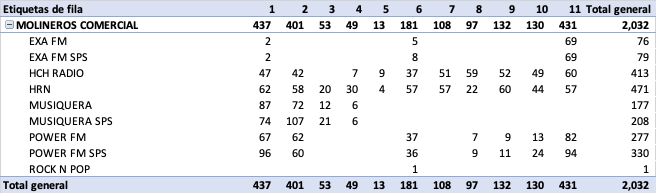 Etiquetas de fila 1 2 3 4 5 6 7 8 9 10 11 Total general
MOLINEROS COMERCIAL 437 401 53 49 13 181 108 97 132 130 431 2,032
EXA FM 2 5 69 76
EXA FM SPS 2 8 69 79
HCH RADIO 47 42 7 9 37 51 59 52 49 60 413
HRN 62 58 20 30 4 57 57 22 60 44 57 471
MUSIQUERA 87 72 12 6 177
MUSIQUERA SPS 74 107 21 6 208
POWER FM 67 62 37 7 9 13 82 277
POWER FM SPS 96 60 36 9 11 24 94 330
ROCK N POP 1 1
Total general 437 401 53 49 13 181 108 97 132 130 431 2,032